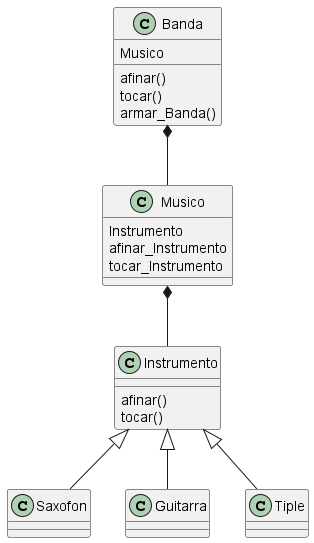 C Banda
Musico
afinar()
tocar()
armar_Banda()
C Musico
Instrumento
afinar_Instrumento
tocar_Instrumento
C Instrumento
afinar()
tocar()
C Saxofon
C Guitarra
C Tiple